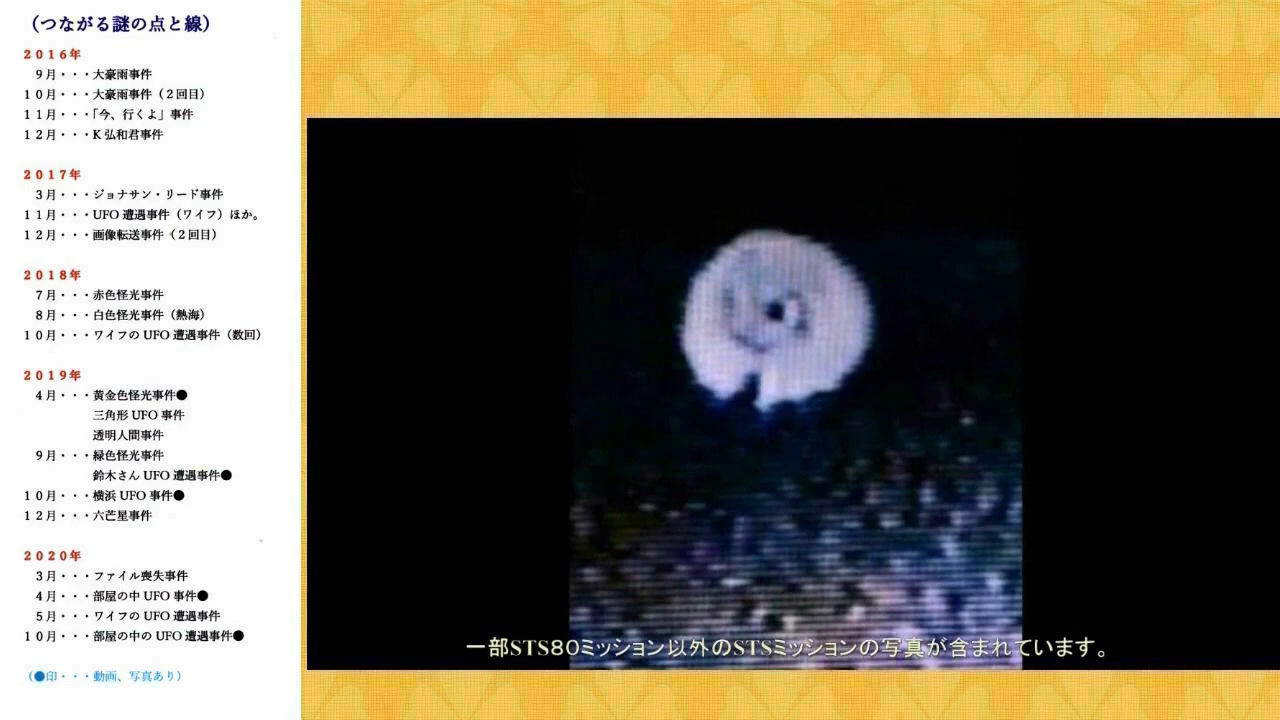 （つながる謎の点と線）
２０１６年
９月・・・大豪雨事件
１０月・・・大豪雨事件（２回目）
１１月・・・「今、行くよ」事件
１２月・・・K 弘和君事件
２０１７年
３月・・・ジョナサン・リード事件
１１月・・・UFO 遭遇事件（ワイフ）ほか。
１２月・・・画像転送事件（２回目）
２０１８年
７月・・・赤色怪光事件
８月・・・白色怪光事件（熱海）
１０月・・・ワイフの UFO 遭遇事件（数回）
２０１９年
４月・・・黄金色怪光事件●
三角形 UFO 事件
透明人間事件
９月・・・緑色怪光事件
鈴木さん UFO 遭遇事件●
１０月・・・横浜 UFO 事件●
１２月・・・六芒星事件
２０２０年
３月・・・ファイル喪失事件
４月・・・部屋の中 UFO 事件●
５月・・・ワイフの UFO 遭遇事件
１０月・・・部屋の中の UFO 遭遇事件●
（●印・・・動画、写真あり）
一部STS８０ミッション以外のSTSミッションの写真が含まれています。